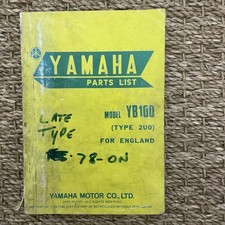 YAMAHA
PARTS LIST
MODEL YB100
(TYPE 2U0)
FOR ENGLAND
LATE
TYPE
78-ON
YAMAHA MOTOR CO., LTD.